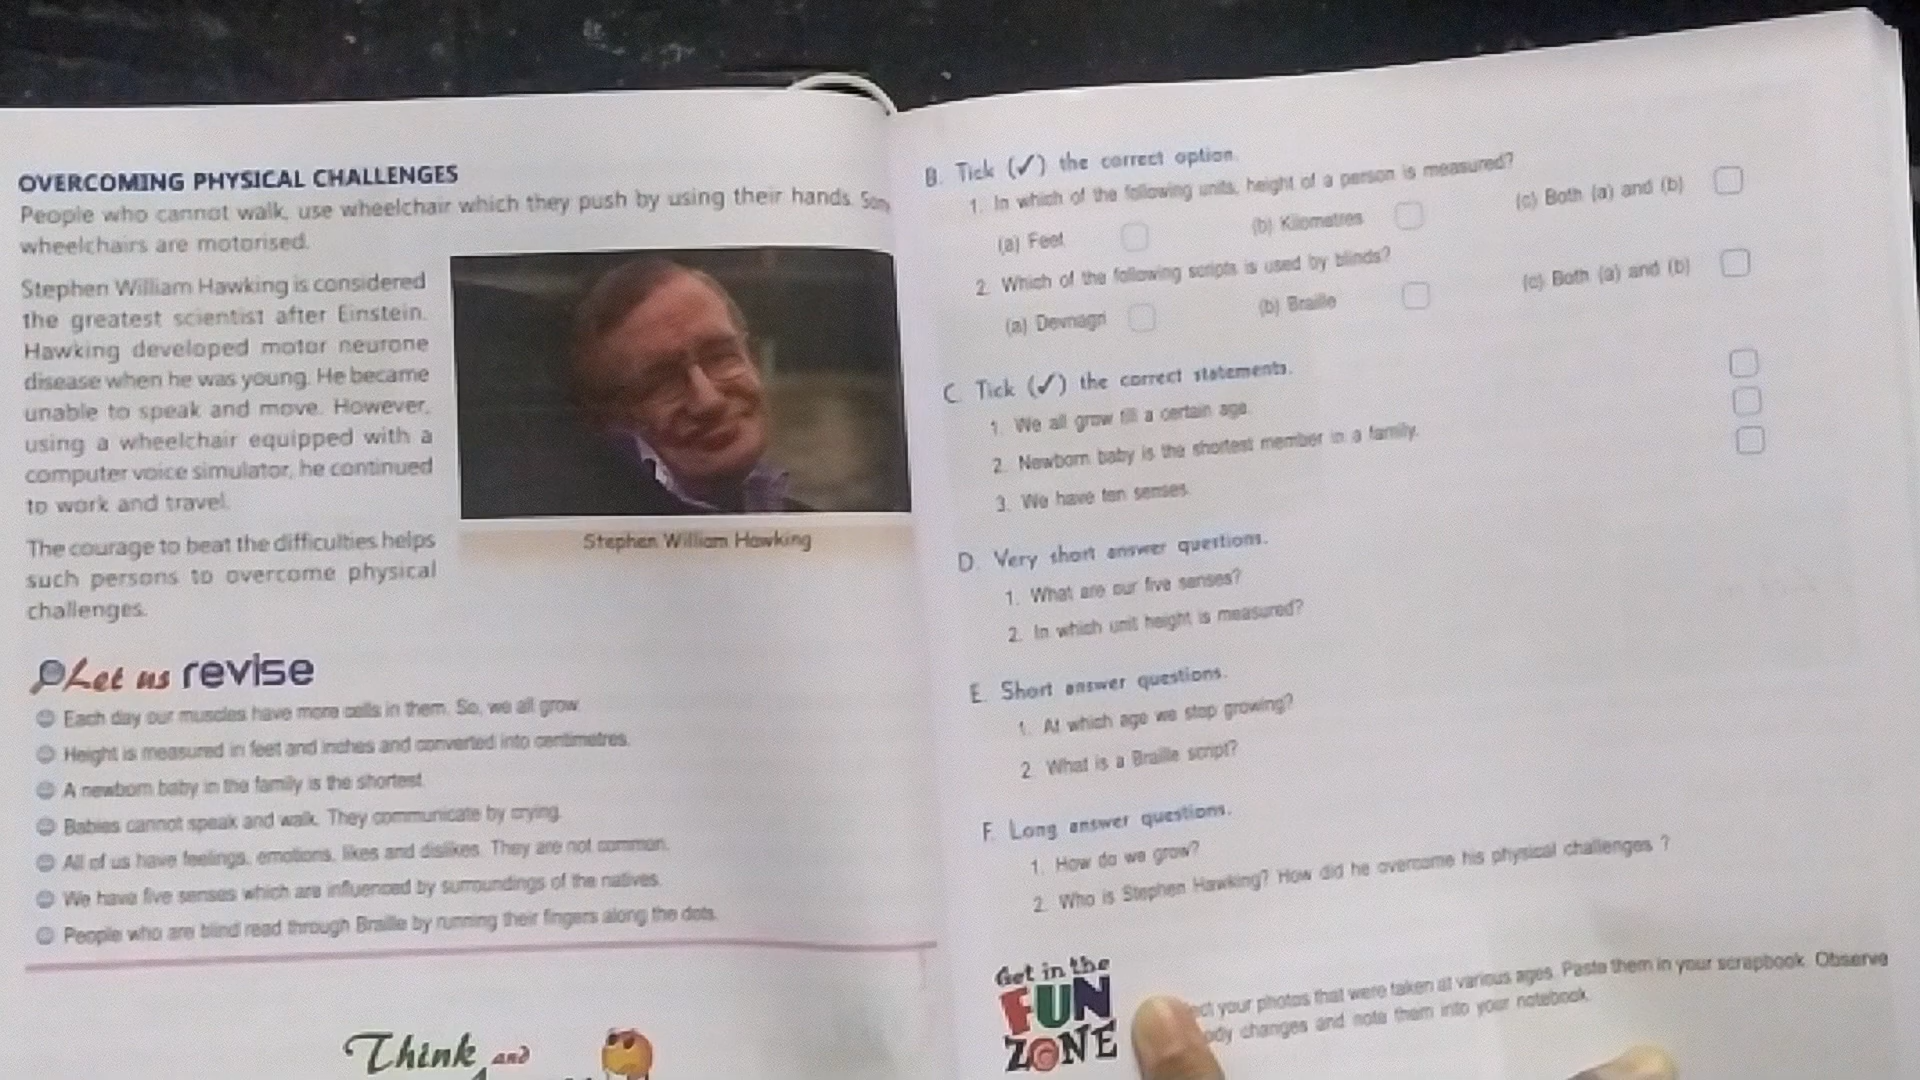 OVERCOMING PHYSICAL CHALLENGES
People who cannot walk, use wheelchair which they push by using their hands.
wheelchairs are motorised.
Stephen William Hawking is considered
the greatest scientist after Einstein.
Hawking developed motor neurone
disease when he was young. He became
unable to speak and move. However,
using a wheelchair equipped with a
computer voice simulator, he continued
to work and travel.
Stephen William Hawking
The courage to beat the difficulties helps
such persons to overcome physical
challenges.
Let us revise
Each day our muscles have more cells in them. So, we all grow.
Height is measured in feet and inches and converted into centimetres.
A newborn baby in the family is the shortest.
Babies cannot speak and walk. They communicate by crying.
All of us have feelings, emotions, likes and dislikes. They are not common.
We have five senses which are influenced by surroundings of the natives.
People who are blind read through Braille by running their fingers along the dots.
Think and
B. Tick (✓) the correct option.
1. In which of the following units, height of a person is measured?
(a) Feet (b) Kilometres (c) Both (a) and (b)
2. Which of the following scripts is used by blinds?
(a) Devnagri (b) Braille (c) Both (a) and (b)
C. Tick (✓) the correct statements.
1. We all grow till a certain age.
2. Newborn baby is the shortest member in a family.
3. We have ten senses.
D. Very short answer questions.
1. What are our five senses?
2. In which unit height is measured?
E. Short answer questions.
1. At which age we stop growing?
2. What is a Braille script?
F. Long answer questions.
1. How do we grow?
2. Who is Stephen Hawking? How did he overcome his physical challenges ?
Get in the
FUN
ZONE
your photos that were taken at various ages. Paste them in your scrapbook. Observe
changes and note them into your notebook.